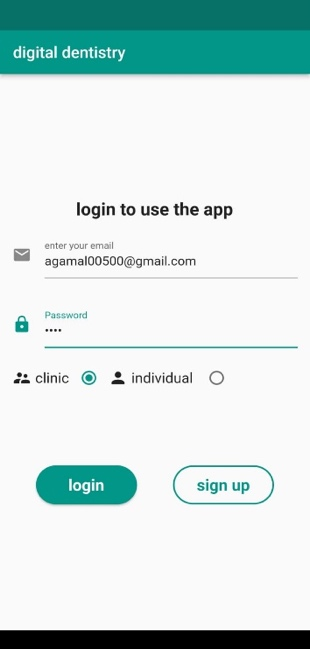 digital dentistry
login to use the app
enter your email
agamal00500@gmail.com
Password
••••
clinic individual
login sign up